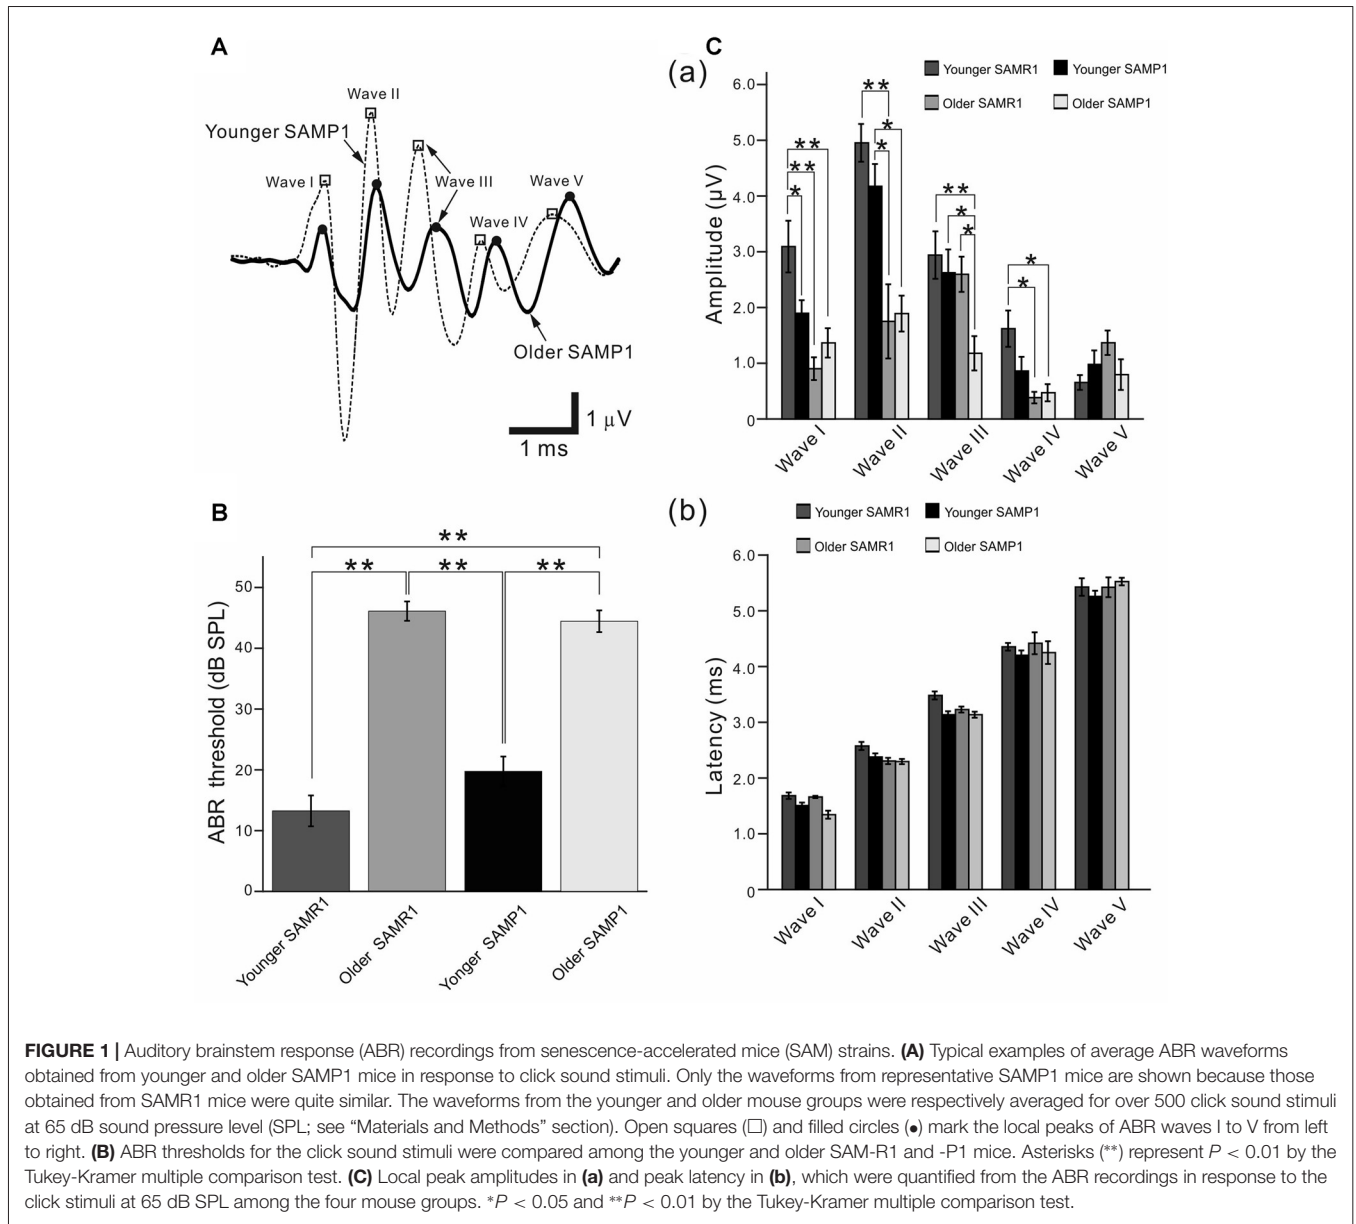 A
Wave II
Younger SAMP1
Wave I
Wave III
Wave V
Wave IV
Older SAMP1
1 µV
1 ms
C
(a)
Younger SAMR1
Younger SAMP1
Older SAMR1
Older SAMP1
Amplitude (µV)
6.0
5.0
4.0
3.0
2.0
1.0
0
**
**
*
**
*
*
**
*
*
*
*
Wave I
Wave II
Wave III
Wave IV
Wave V
B
**
**
**
**
ABR threshold (dB SPL)
50
40
30
20
10
0
Younger SAMR1
Older SAMR1
Yonger SAMP1
Older SAMP1
(b)
Younger SAMR1
Younger SAMP1
Older SAMR1
Older SAMP1
Latency (ms)
6.0
5.0
4.0
3.0
2.0
1.0
0
Wave I
Wave II
Wave III
Wave IV
Wave V
FIGURE 1 | Auditory brainstem response (ABR) recordings from senescence-accelerated mice (SAM) strains. (A) Typical examples of average ABR waveforms
obtained from younger and older SAMP1 mice in response to click sound stimuli. Only the waveforms from representative SAMP1 mice are shown because those
obtained from SAMR1 mice were quite similar. The waveforms from the younger and older mouse groups were respectively averaged for over 500 click sound stimuli
at 65 dB sound pressure level (SPL; see “Materials and Methods” section). Open squares (□) and filled circles (●) mark the local peaks of ABR waves I to V from left
to right. (B) ABR thresholds for the click sound stimuli were compared among the younger and older SAM-R1 and -P1 mice. Asterisks (**) represent P < 0.01 by the
Tukey-Kramer multiple comparison test. (C) Local peak amplitudes in (a) and peak latency in (b), which were quantified from the ABR recordings in response to the
click stimuli at 65 dB SPL among the four mouse groups. *P < 0.05 and **P < 0.01 by the Tukey-Kramer multiple comparison test.